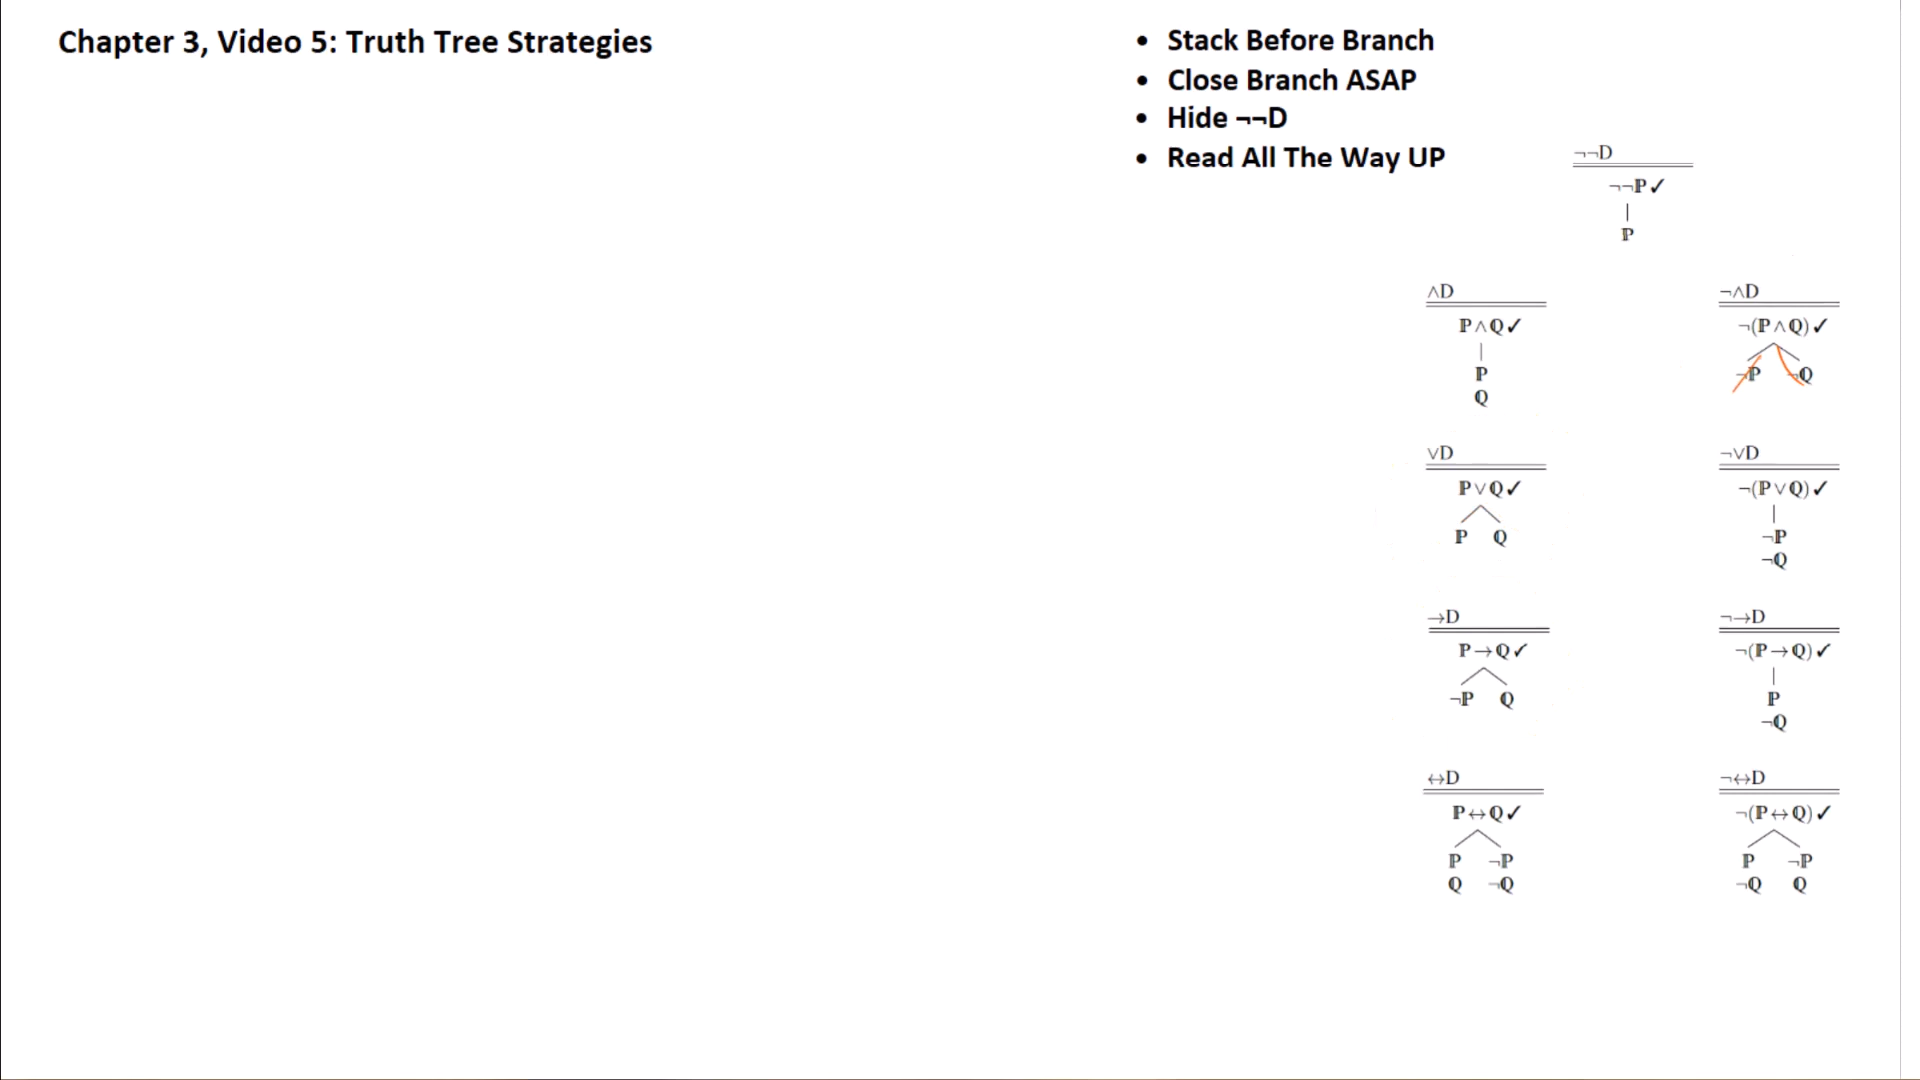 Chapter 3, Video 5: Truth Tree Strategies
• Stack Before Branch
• Close Branch ASAP
• Hide ¬¬D
• Read All The Way UP
¬¬D
¬¬ℙ✓
ℙ
∧D
ℙ∧ℚ✓
ℙ
ℚ
¬∧D
¬(ℙ∧ℚ)✓
¬ℙ ¬ℚ
∨D
ℙ∨ℚ✓
ℙ ℚ
¬∨D
¬(ℙ∨ℚ)✓
¬ℙ
¬ℚ
→D
ℙ→ℚ✓
¬ℙ ℚ
¬→D
¬(ℙ→ℚ)✓
ℙ
¬ℚ
↔D
ℙ↔ℚ✓
ℙ ¬ℙ
ℚ ¬ℚ
¬↔D
¬(ℙ↔ℚ)✓
ℙ ¬ℙ
¬ℚ ℚ